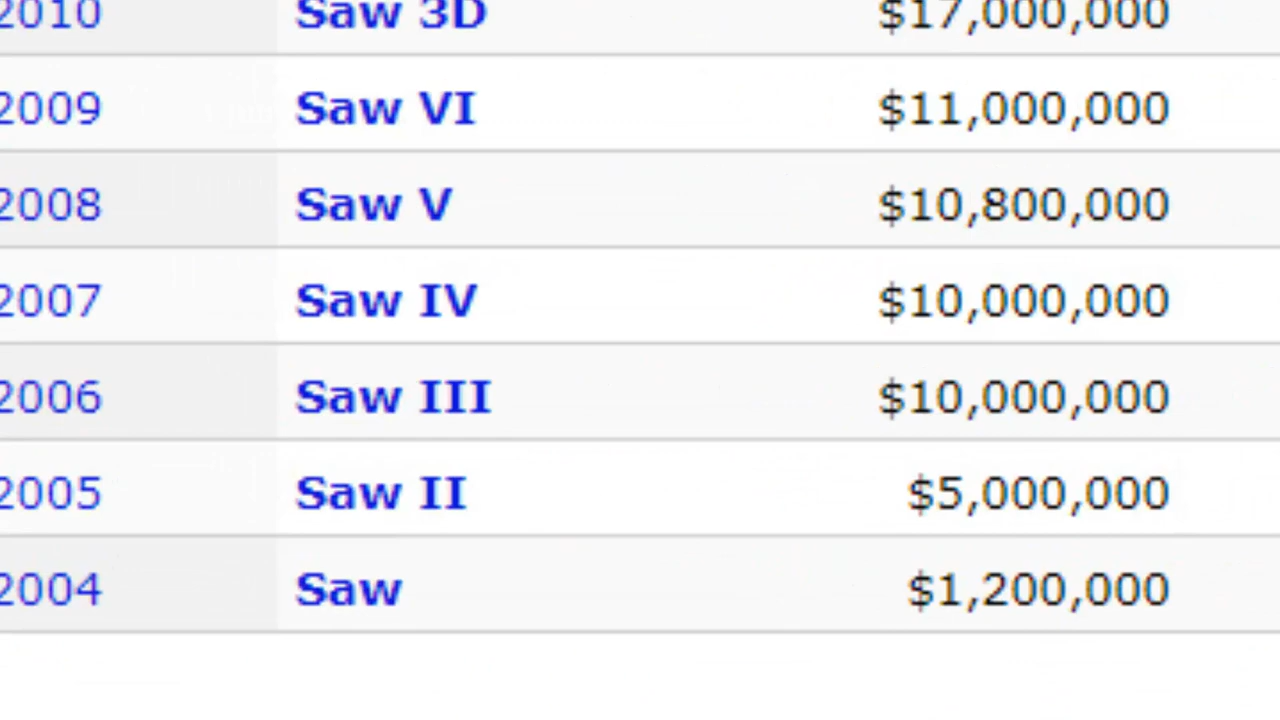 2010 Saw 3D $17,000,000
2009 Saw VI $11,000,000
2008 Saw V $10,800,000
2007 Saw IV $10,000,000
2006 Saw III $10,000,000
2005 Saw II $5,000,000
2004 Saw $1,200,000